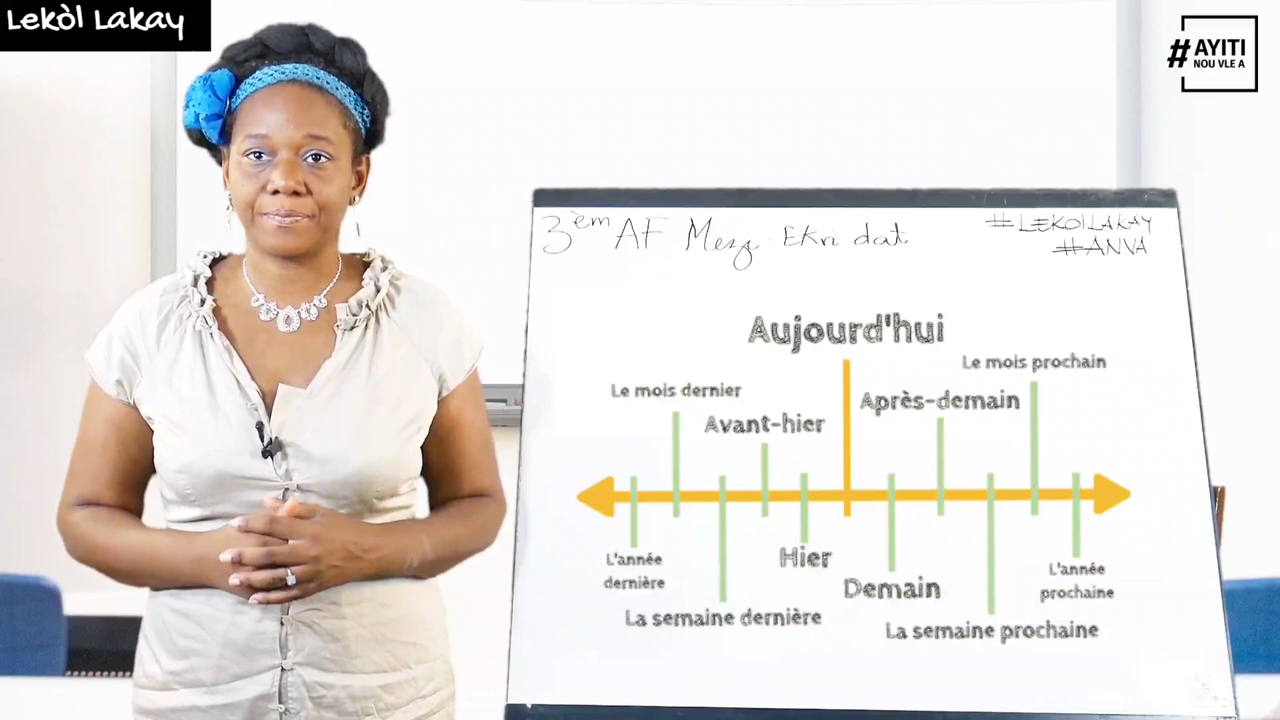 Lekòl Lakay
#AYITI
NOU VLE A
3èm AF Mezi: Ekri dat
#LEKOLLAKAY
#ANVA
Aujourd'hui
Le mois prochain
Le mois dernier
Après-demain
Avant-hier
Hier
L'année
dernière
L'année
prochaine
Demain
La semaine dernière
La semaine prochaine